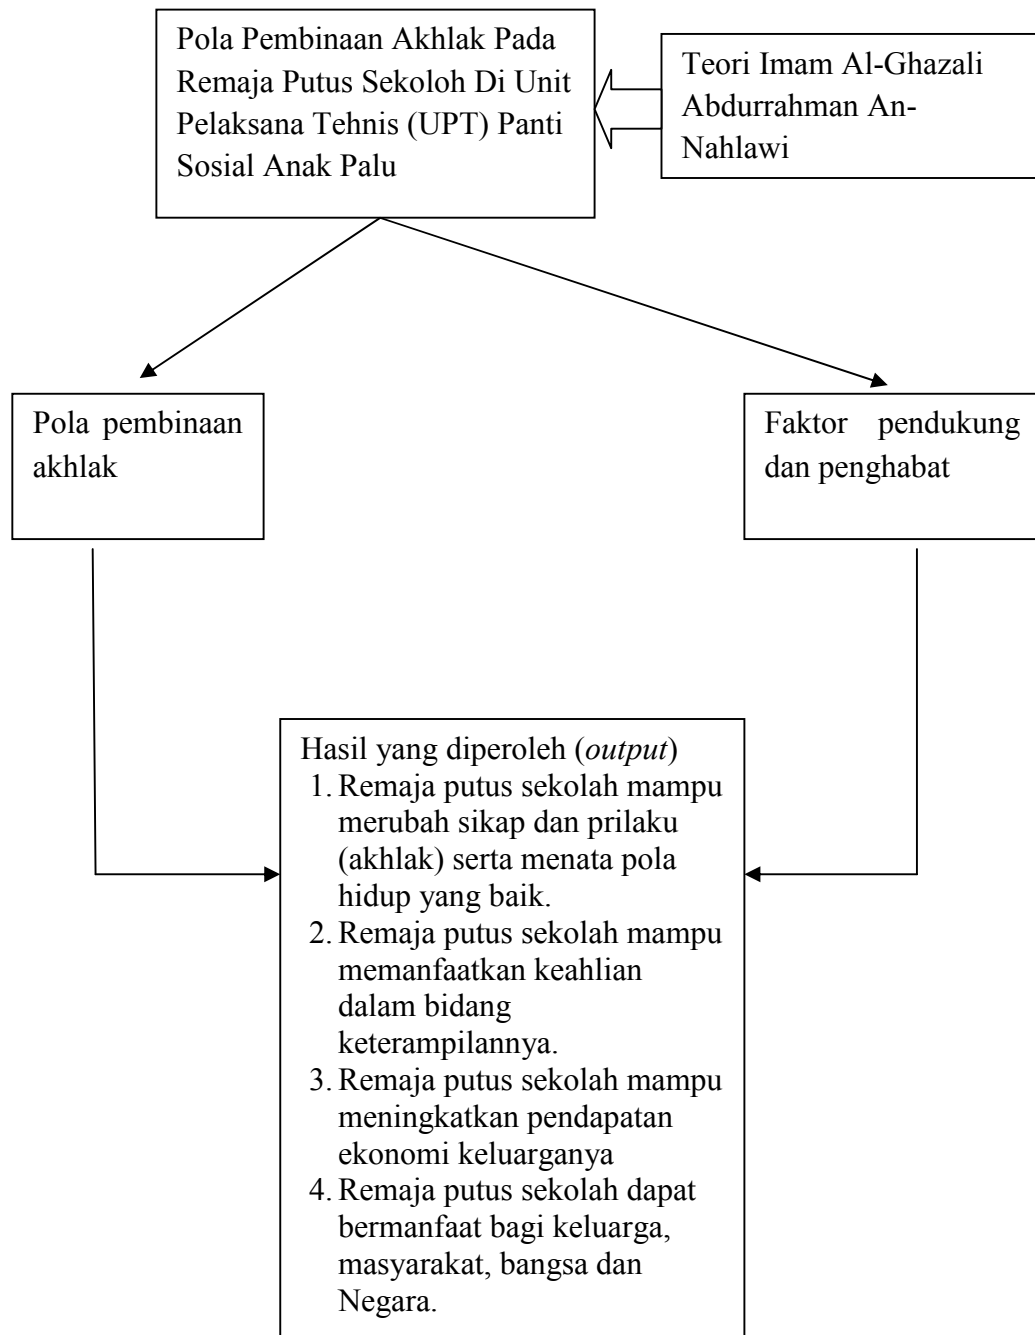 Pola Pembinaan Akhlak Pada
Remaja Putus Sekoloh Di Unit
Pelaksana Tehnis (UPT) Panti
Sosial Anak Palu
Teori Imam Al-Ghazali
Abdurrahman An-
Nahlawi
Pola pembinaan
akhlak
Faktor pendukung
dan penghabat
Hasil yang diperoleh (output)
1. Remaja putus sekolah mampu
merubah sikap dan prilaku
(akhlak) serta menata pola
hidup yang baik.
2. Remaja putus sekolah mampu
memanfaatkan keahlian
dalam bidang
keterampilannya.
3. Remaja putus sekolah mampu
meningkatkan pendapatan
ekonomi keluarganya
4. Remaja putus sekolah dapat
bermanfaat bagi keluarga,
masyarakat, bangsa dan
Negara.